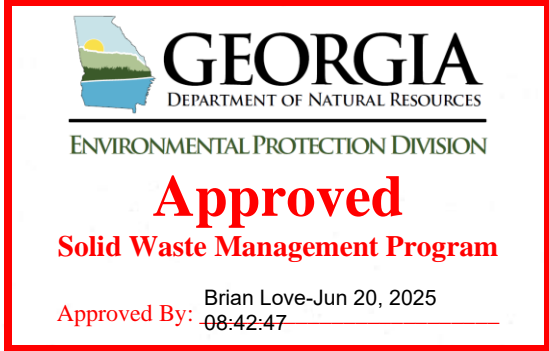 GEORGIA
DEPARTMENT OF NATURAL RESOURCES
ENVIRONMENTAL PROTECTION DIVISION
Approved
Solid Waste Management Program
Approved By: Brian Love-Jun 20, 2025
08:42:47